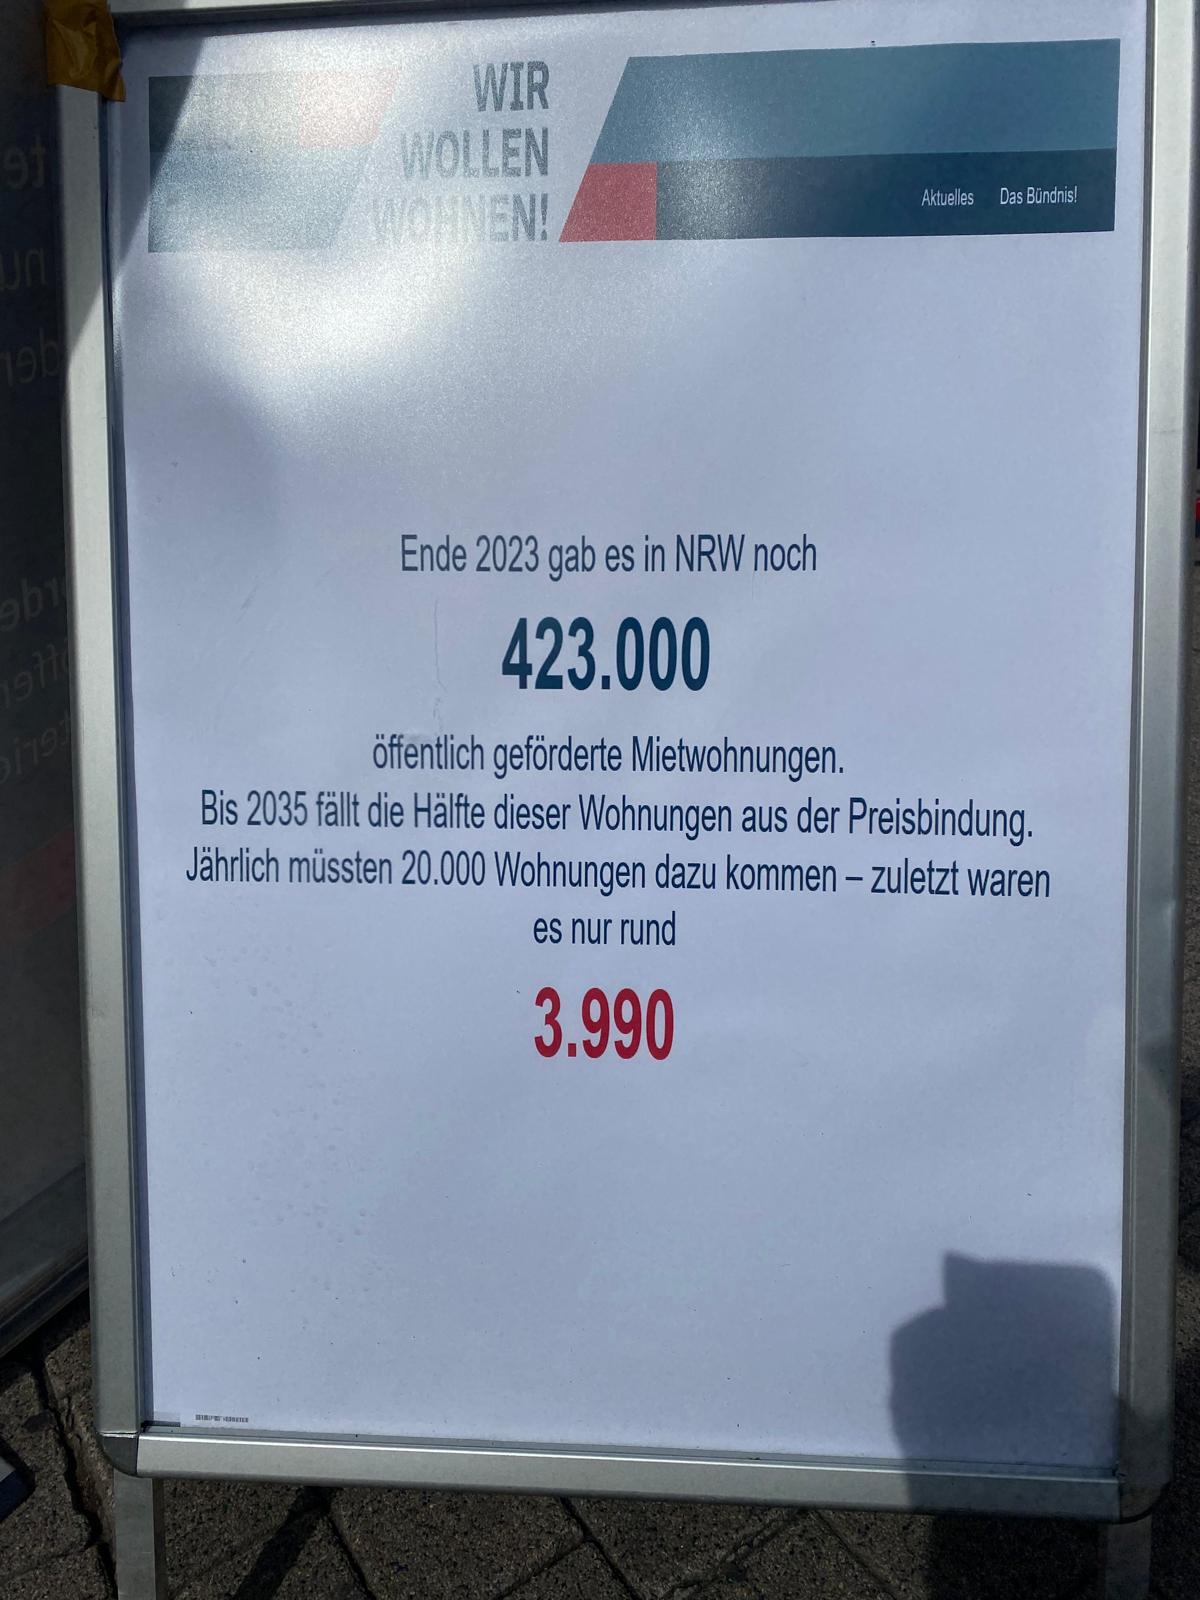 WIR
WOLLEN
WOHNEN!
Aktuelles Das Bündnis!
Ende 2023 gab es in NRW noch
423.000
öffentlich geförderte Mietwohnungen.
Bis 2035 fällt die Hälfte dieser Wohnungen aus der Preisbindung.
Jährlich müssten 20.000 Wohnungen dazu kommen – zuletzt waren
es nur rund
3.990